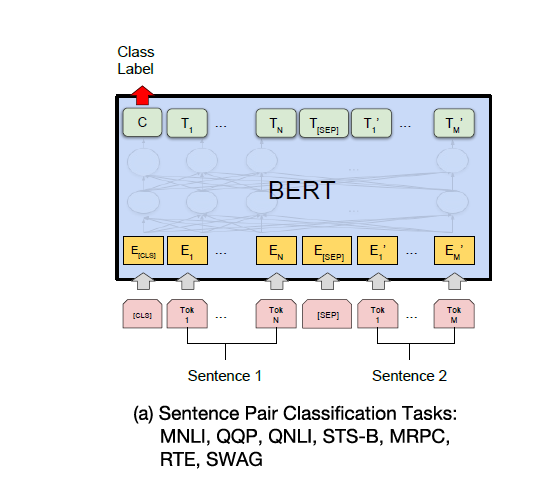 Class
Label
C T1 ... TN T[SEP] T1' ... TM'
BERT
E[CLS] E1 ... EN E[SEP] E1' ... EM'
[CLS] Tok 1 ... Tok N [SEP] Tok 1 ... Tok M
Sentence 1 Sentence 2
(a) Sentence Pair Classification Tasks:
MNLI, QQP, QNLI, STS-B, MRPC,
RTE, SWAG